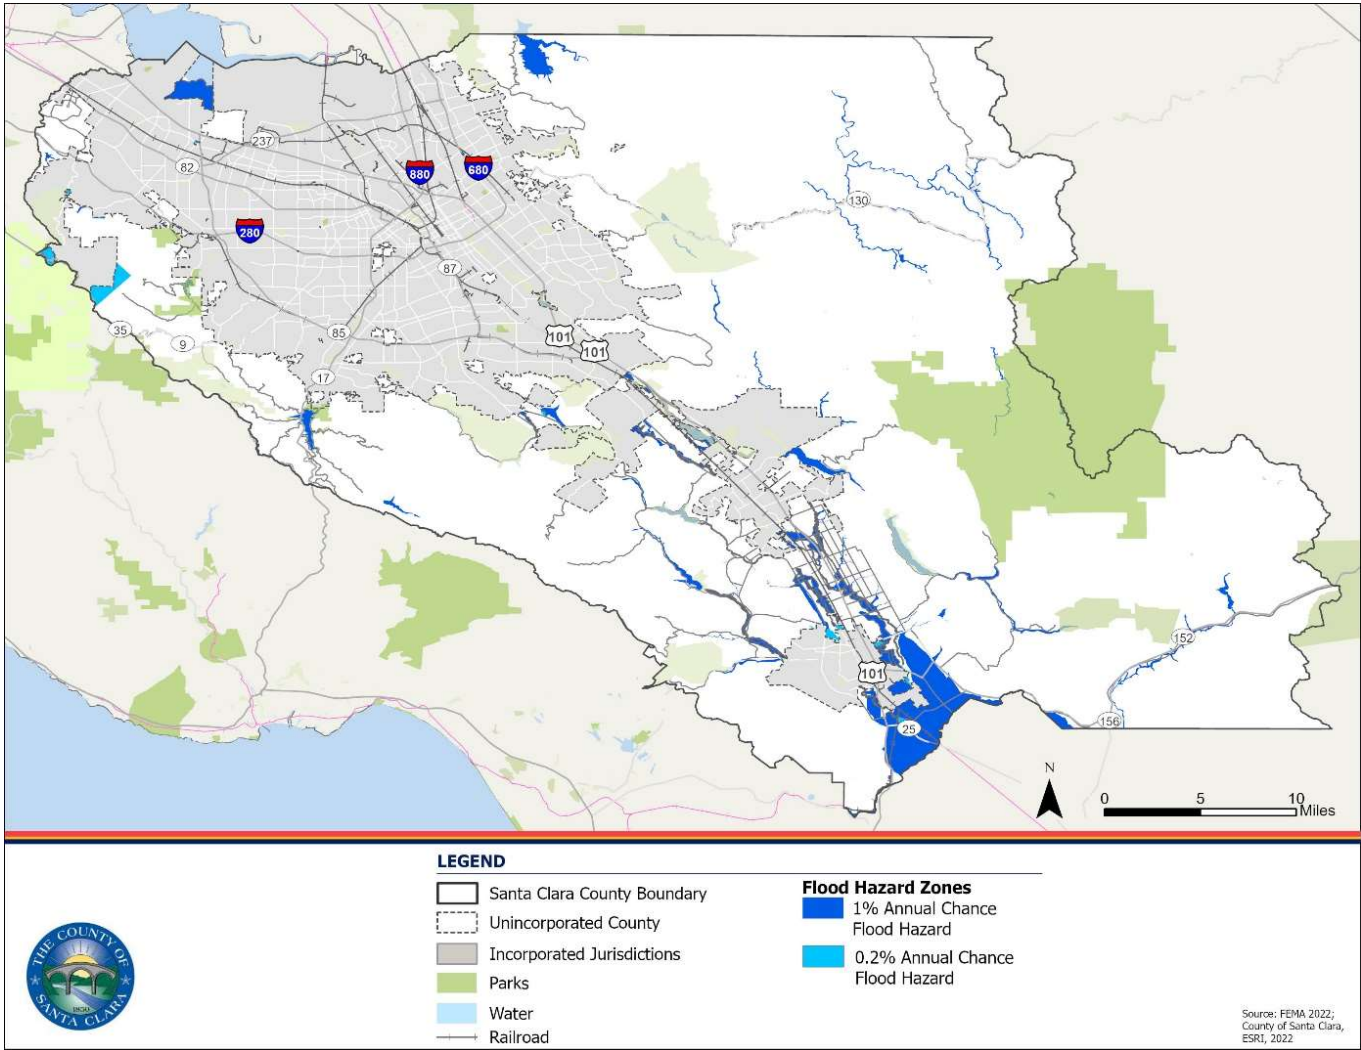 237
82
880
680
130
280
87
35
9
85
101
101
17
152
101
25
156
N
0
5
10
Miles
LEGEND
Santa Clara County Boundary
Unincorporated County
Incorporated Jurisdictions
Parks
Water
Railroad
Flood Hazard Zones
1% Annual Chance
Flood Hazard
0.2% Annual Chance
Flood Hazard
THE COUNTY OF
SANTA CLARA
1850
Source: FEMA 2022;
County of Santa Clara,
ESRI, 2022